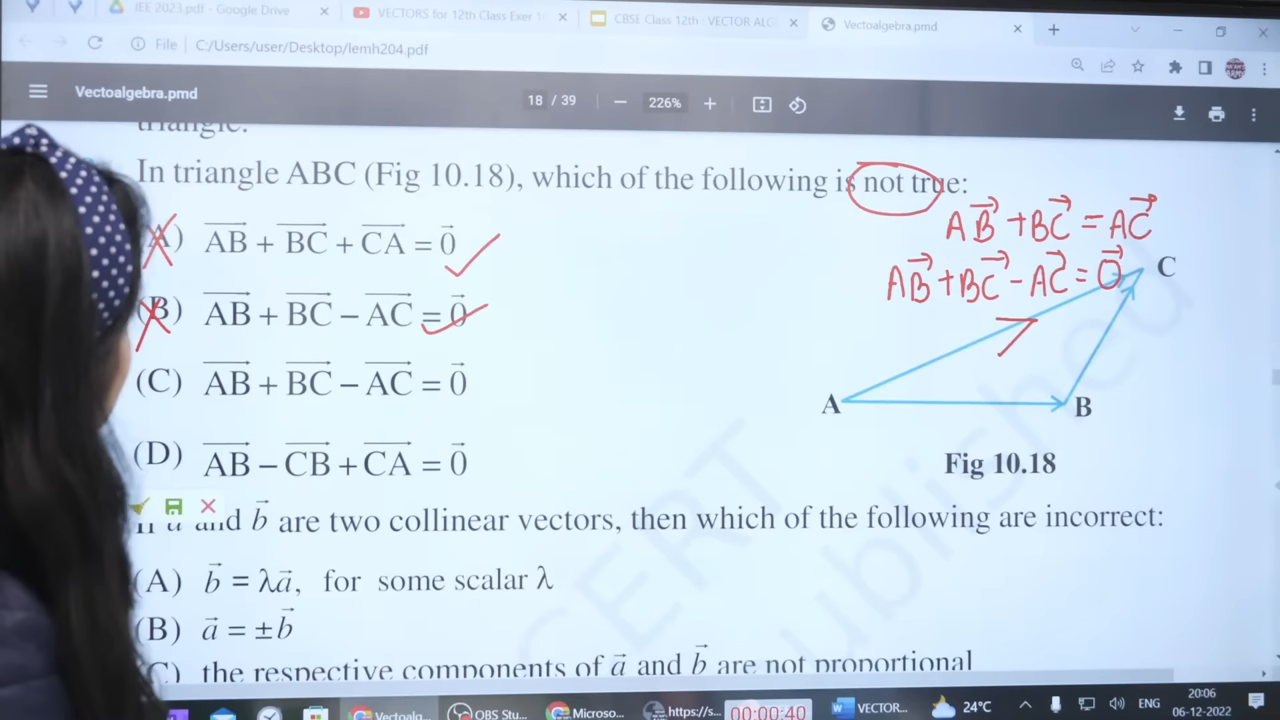 IEE 2023.pdf - Google Drive
VECTORS for 12th Class Exer
CBSE Class 12th : VECTOR ALG
Vectoalgebra.pmd
File
C:/Users/user/Desktop/lemh204.pdf
Vectoalgebra.pmd
18 / 39
226%
triangle.
In triangle ABC (Fig 10.18), which of the following is not true:
(A) AB + BC + CA = 0
(B) AB + BC − AC = 0
(C) AB + BC − AC = 0
(D) AB − CB + CA = 0
AB + BC = AC
AB + BC - AC = 0
C
A
B
Fig 10.18
If a and b are two collinear vectors, then which of the following are incorrect:
(A) b = λa, for some scalar λ
(B) a = ±b
C) the respective components of a and b are not proportional
CERT
ublished
Vectoalg...
OBS Stu...
Microso...
https://s...
00:00:40
VECTOR...
24°C
ENG
20:06
06-12-2022